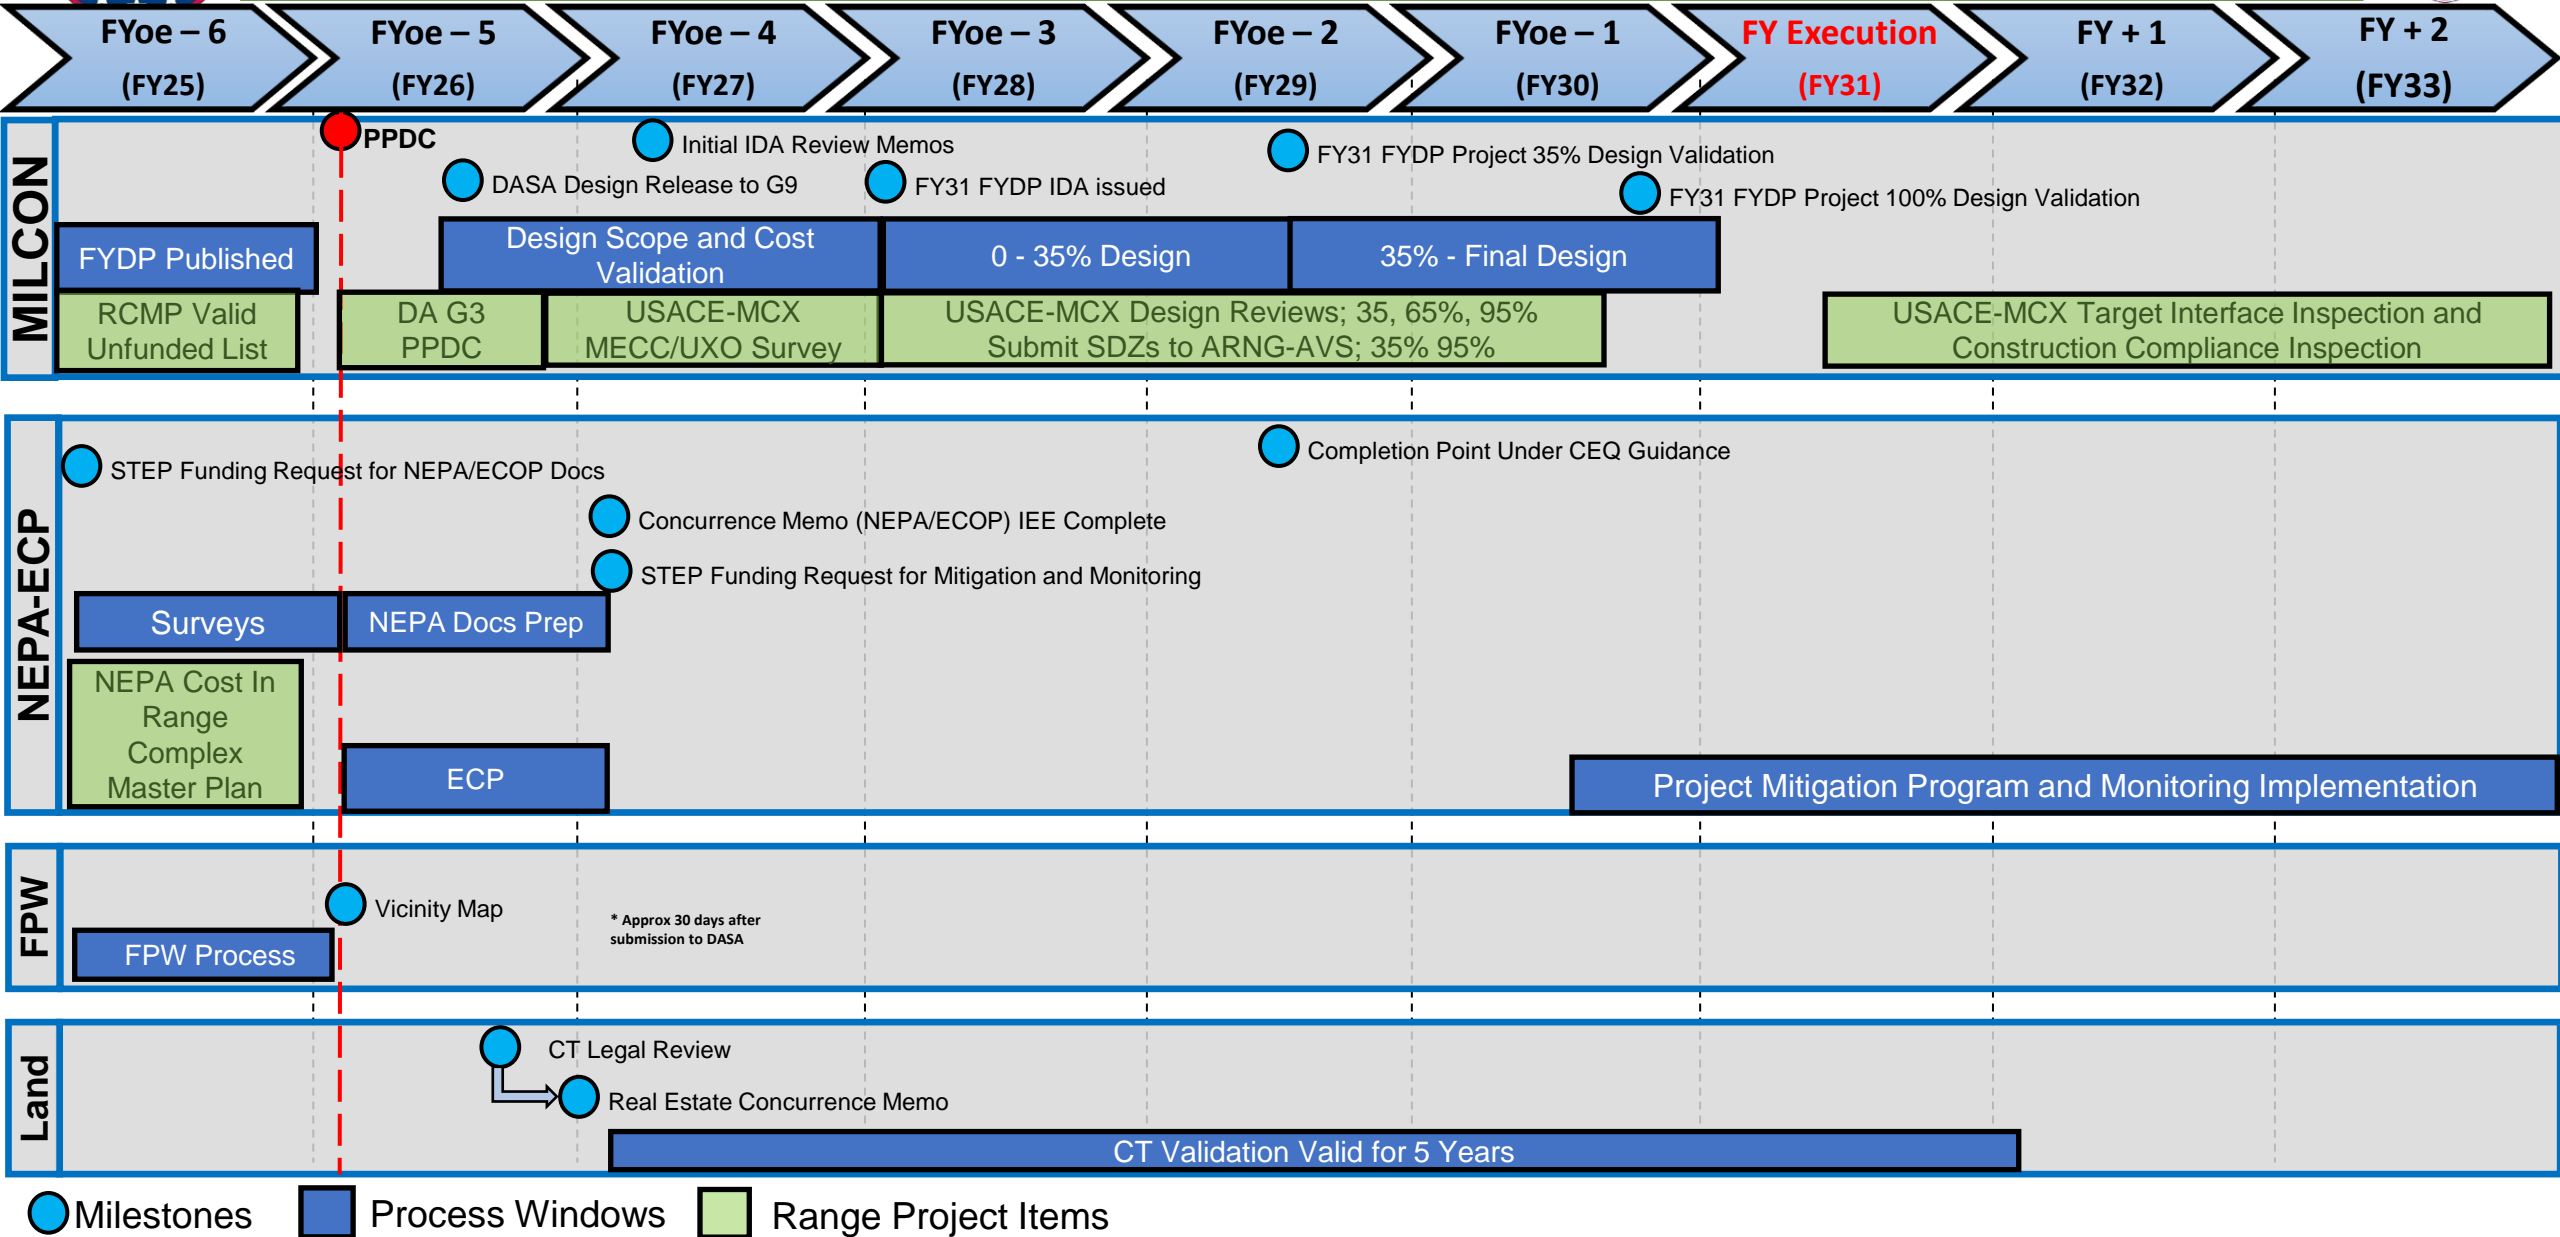 FYoe – 6
(FY25)
FYoe – 5
(FY26)
FYoe – 4
(FY27)
FYoe – 3
(FY28)
FYoe – 2
(FY29)
FYoe – 1
(FY30)
FY Execution
(FY31)
FY + 1
(FY32)
FY + 2
(FY33)
MILCON
PPDC
Initial IDA Review Memos
FY31 FYDP Project 35% Design Validation
DASA Design Release to G9
FY31 FYDP IDA issued
FY31 FYDP Project 100% Design Validation
FYDP Published
Design Scope and Cost
Validation
0 - 35% Design
35% - Final Design
RCMP Valid
Unfunded List
DA G3
PPDC
USACE-MCX
MECC/UXO Survey
USACE-MCX Design Reviews; 35, 65%, 95%
Submit SDZs to ARNG-AVS; 35% 95%
USACE-MCX Target Interface Inspection and
Construction Compliance Inspection
NEPA-ECP
STEP Funding Request for NEPA/ECOP Docs
Completion Point Under CEQ Guidance
Concurrence Memo (NEPA/ECOP) IEE Complete
STEP Funding Request for Mitigation and Monitoring
Surveys
NEPA Docs Prep
NEPA Cost In
Range
Complex
Master Plan
ECP
Project Mitigation Program and Monitoring Implementation
FPW
Vicinity Map
* Approx 30 days after
submission to DASA
FPW Process
Land
CT Legal Review
Real Estate Concurrence Memo
CT Validation Valid for 5 Years
Milestones
Process Windows
Range Project Items